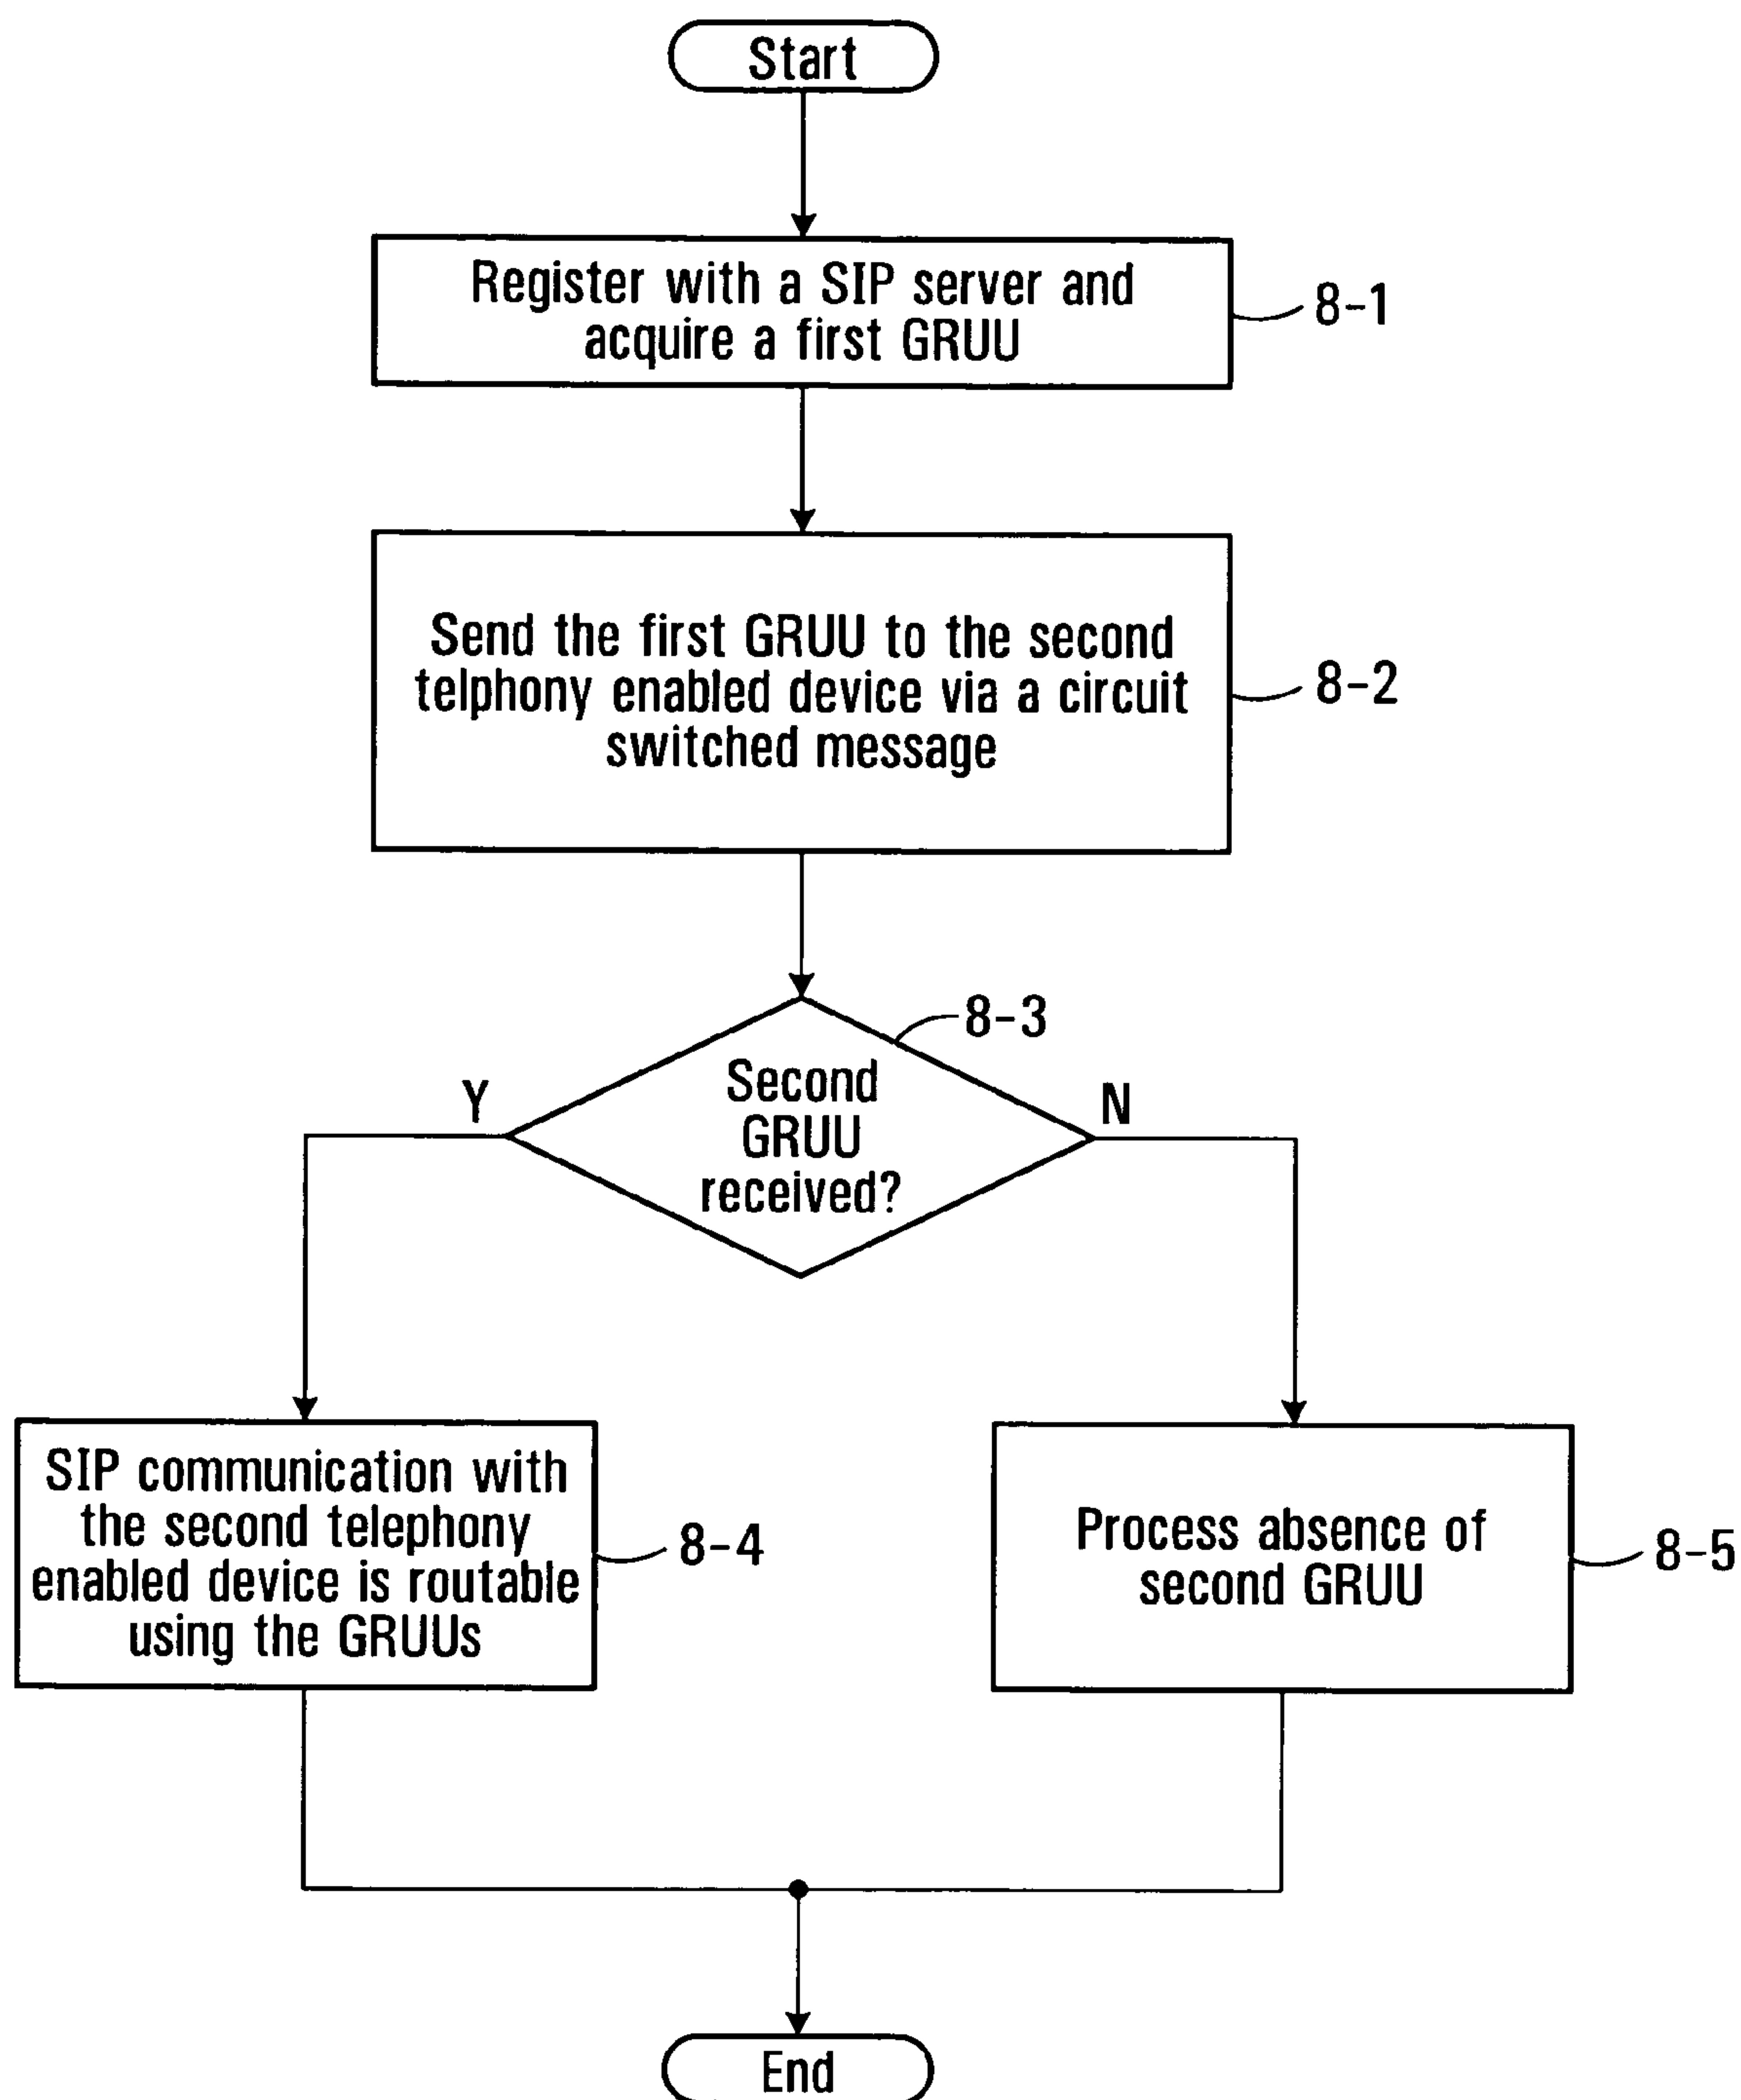 Start
Register with a SIP server and
acquire a first GRUU
8-1
Send the first GRUU to the second
telphony enabled device via a circuit
switched message
8-2
8-3
Second
GRUU
received?
Y
N
SIP communication with
the second telephony
enabled device is routable
using the GRUUs
8-4
Process absence of
second GRUU
8-5
End